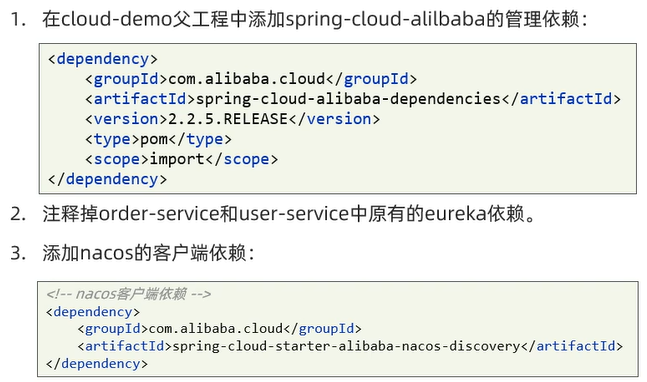 1. 在cloud-demo父工程中添加spring-cloud-alilbaba的管理依赖：
<dependency>
    <groupId>com.alibaba.cloud</groupId>
    <artifactId>spring-cloud-alibaba-dependencies</artifactId>
    <version>2.2.5.RELEASE</version>
    <type>pom</type>
    <scope>import</scope>
</dependency>
2. 注释掉order-service和user-service中原有的eureka依赖。
3. 添加nacos的客户端依赖：
<!-- nacos客户端依赖 -->
<dependency>
    <groupId>com.alibaba.cloud</groupId>
    <artifactId>spring-cloud-starter-alibaba-nacos-discovery</artifactId>
</dependency>